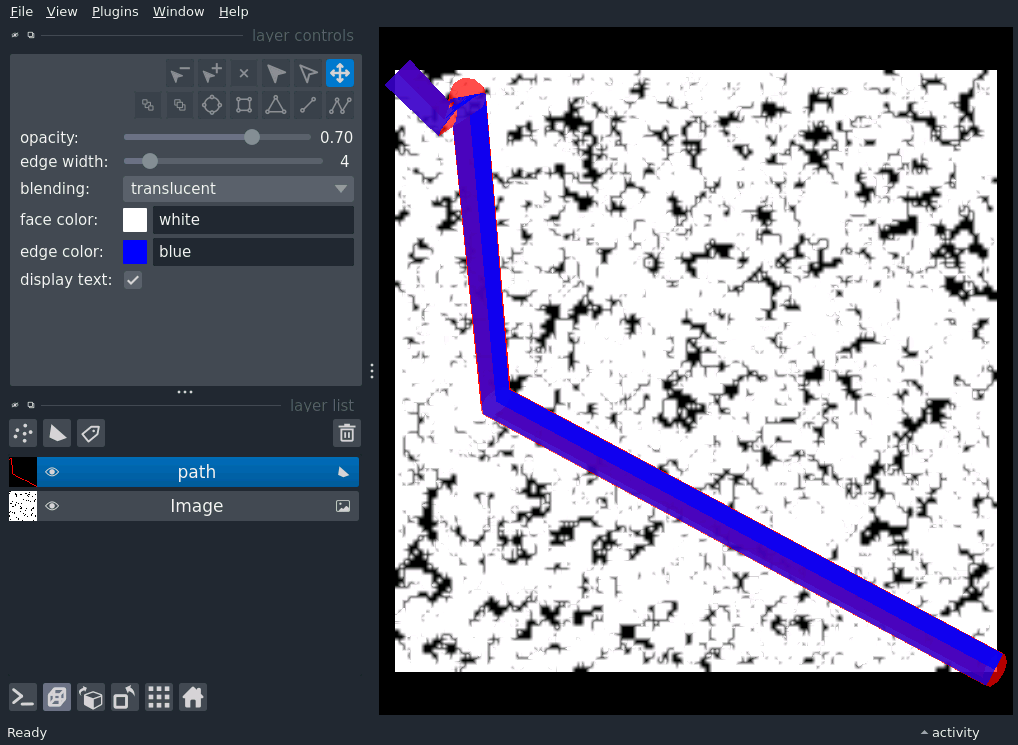 File View Plugins Window Help
layer controls
opacity: 0.70
edge width: 4
blending: translucent
face color: white
edge color: blue
display text:
layer list
path
Image
Ready
activity